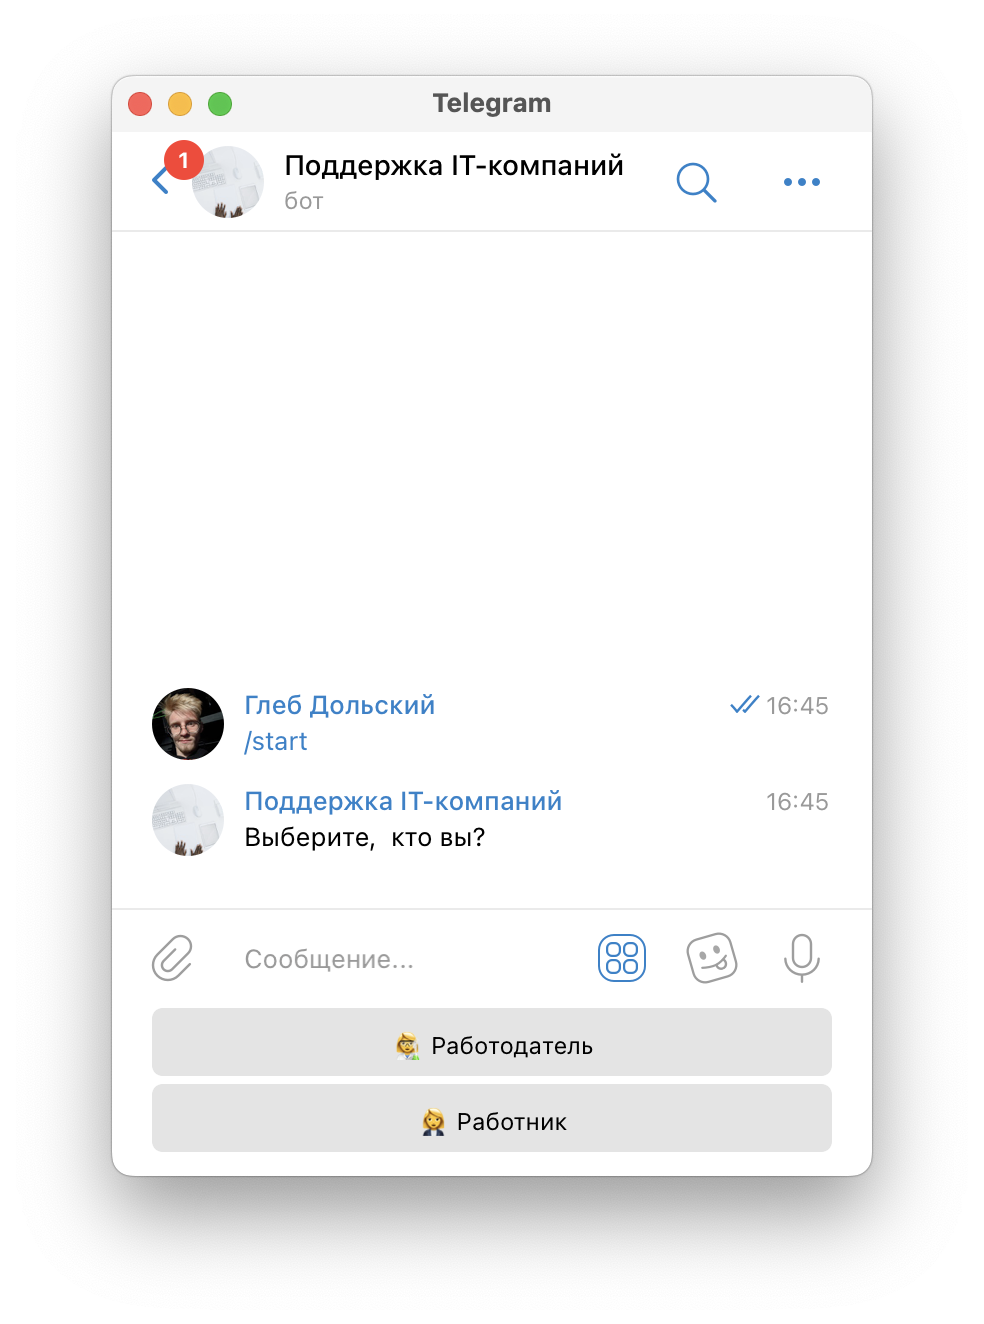 Telegram
1
Поддержка IT-компаний
бот
Глеб Дольский 16:45
/start
Поддержка IT-компаний 16:45
Выберите,  кто вы?
Сообщение...
👩‍🔬 Работодатель
👩‍💼 Работник